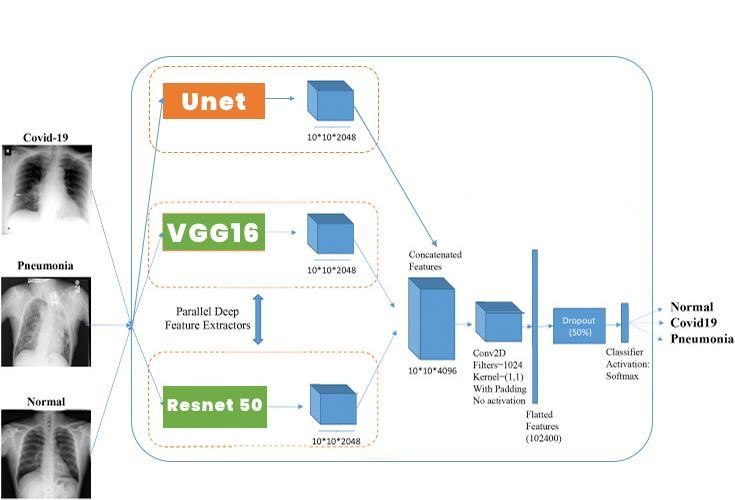 Covid-19
Pneumonia
Normal
Unet
10*10*2048
VGG16
10*10*2048
Parallel Deep
Feature Extractors
Resnet 50
10*10*2048
Concatenated
Features
10*10*4096
Conv2D
Filters=1024
Kernel=(1,1)
With Padding
No activation
Flatted
Features
(102400)
Dropout
(50%)
Classifier
Activation:
Softmax
Normal
Covid19
Pneumonia